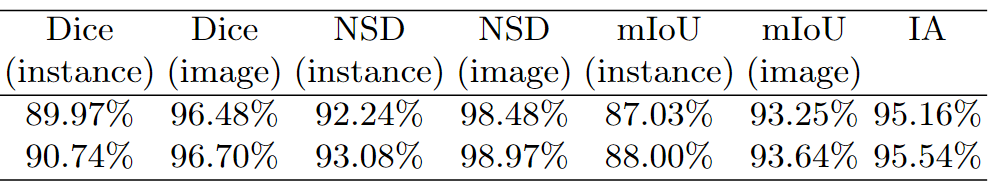 Dice Dice NSD NSD mIoU mIoU IA
(instance) (image) (instance) (image) (instance) (image)
89.97% 96.48% 92.24% 98.48% 87.03% 93.25% 95.16%
90.74% 96.70% 93.08% 98.97% 88.00% 93.64% 95.54%